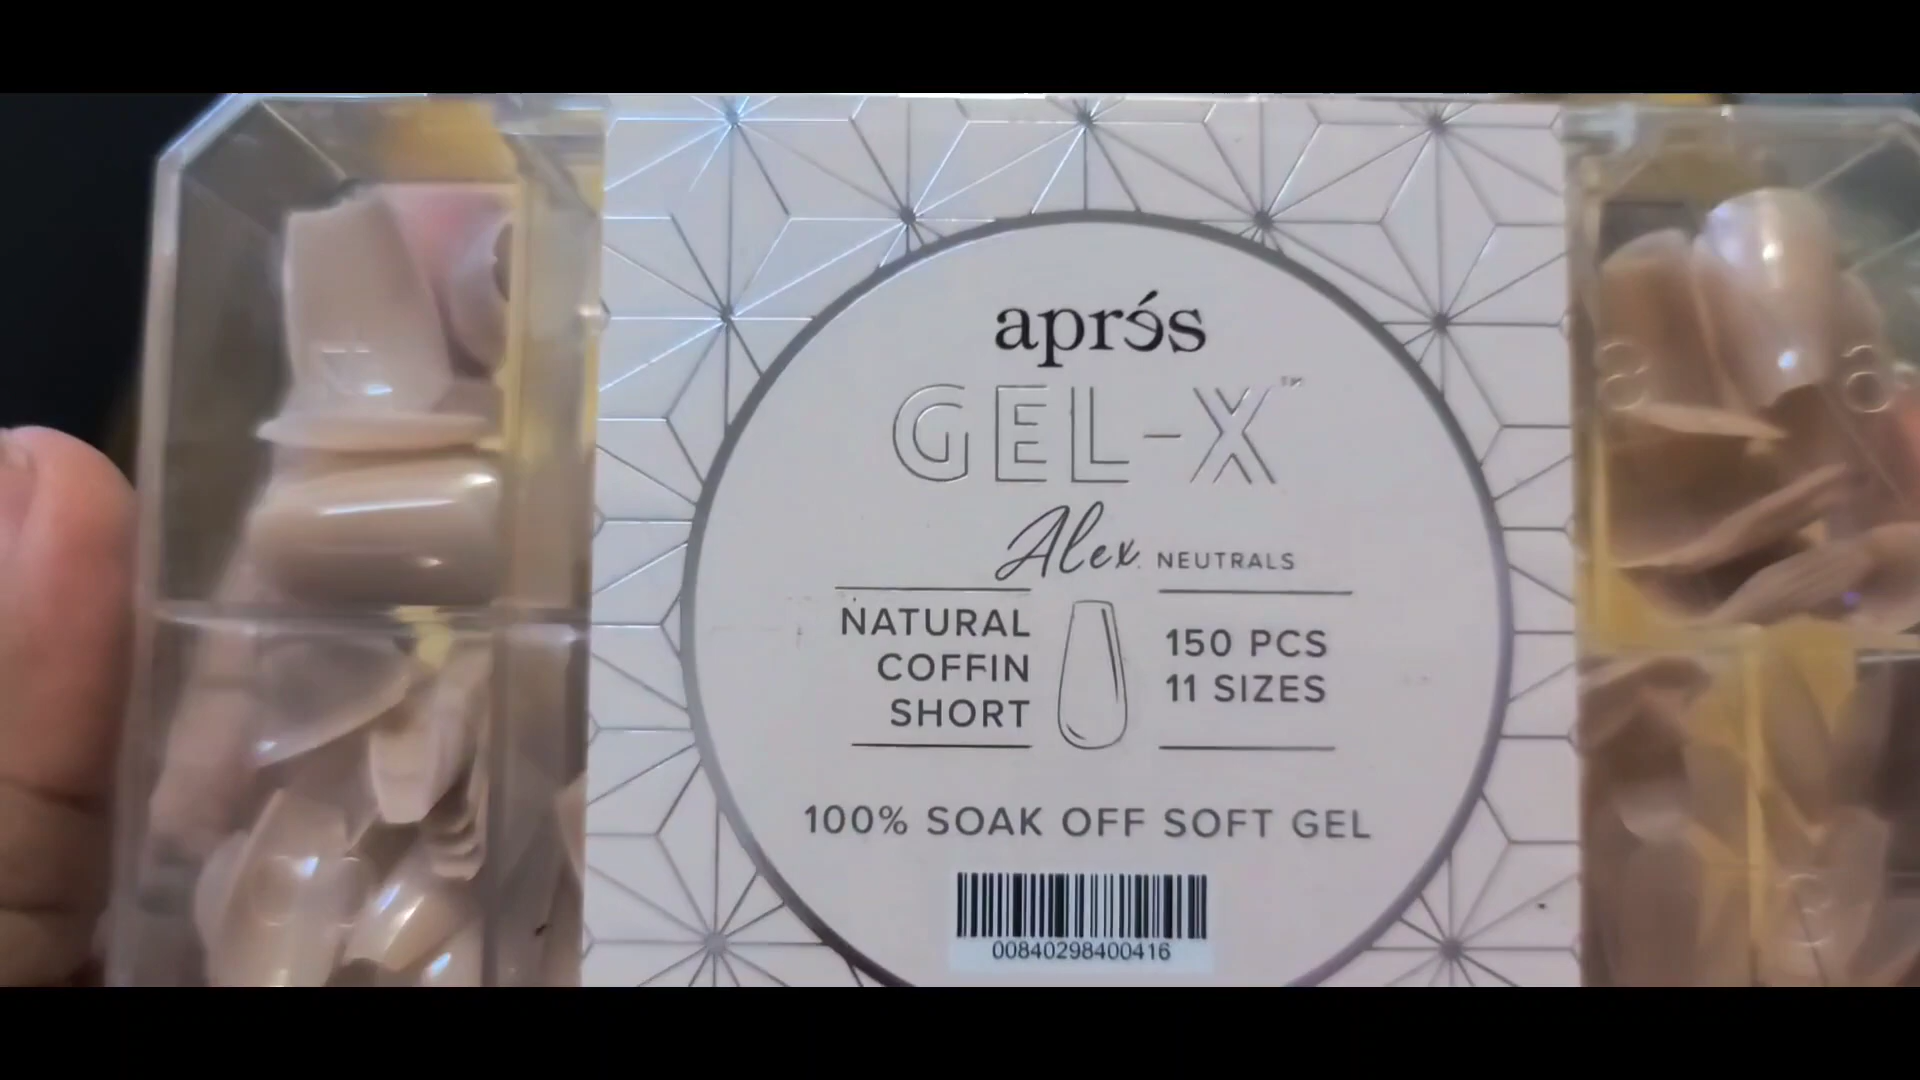 aprés
GEL-X™
Alex NEUTRALS
NATURAL
COFFIN
SHORT
150 PCS
11 SIZES
100% SOAK OFF SOFT GEL
00840298400416